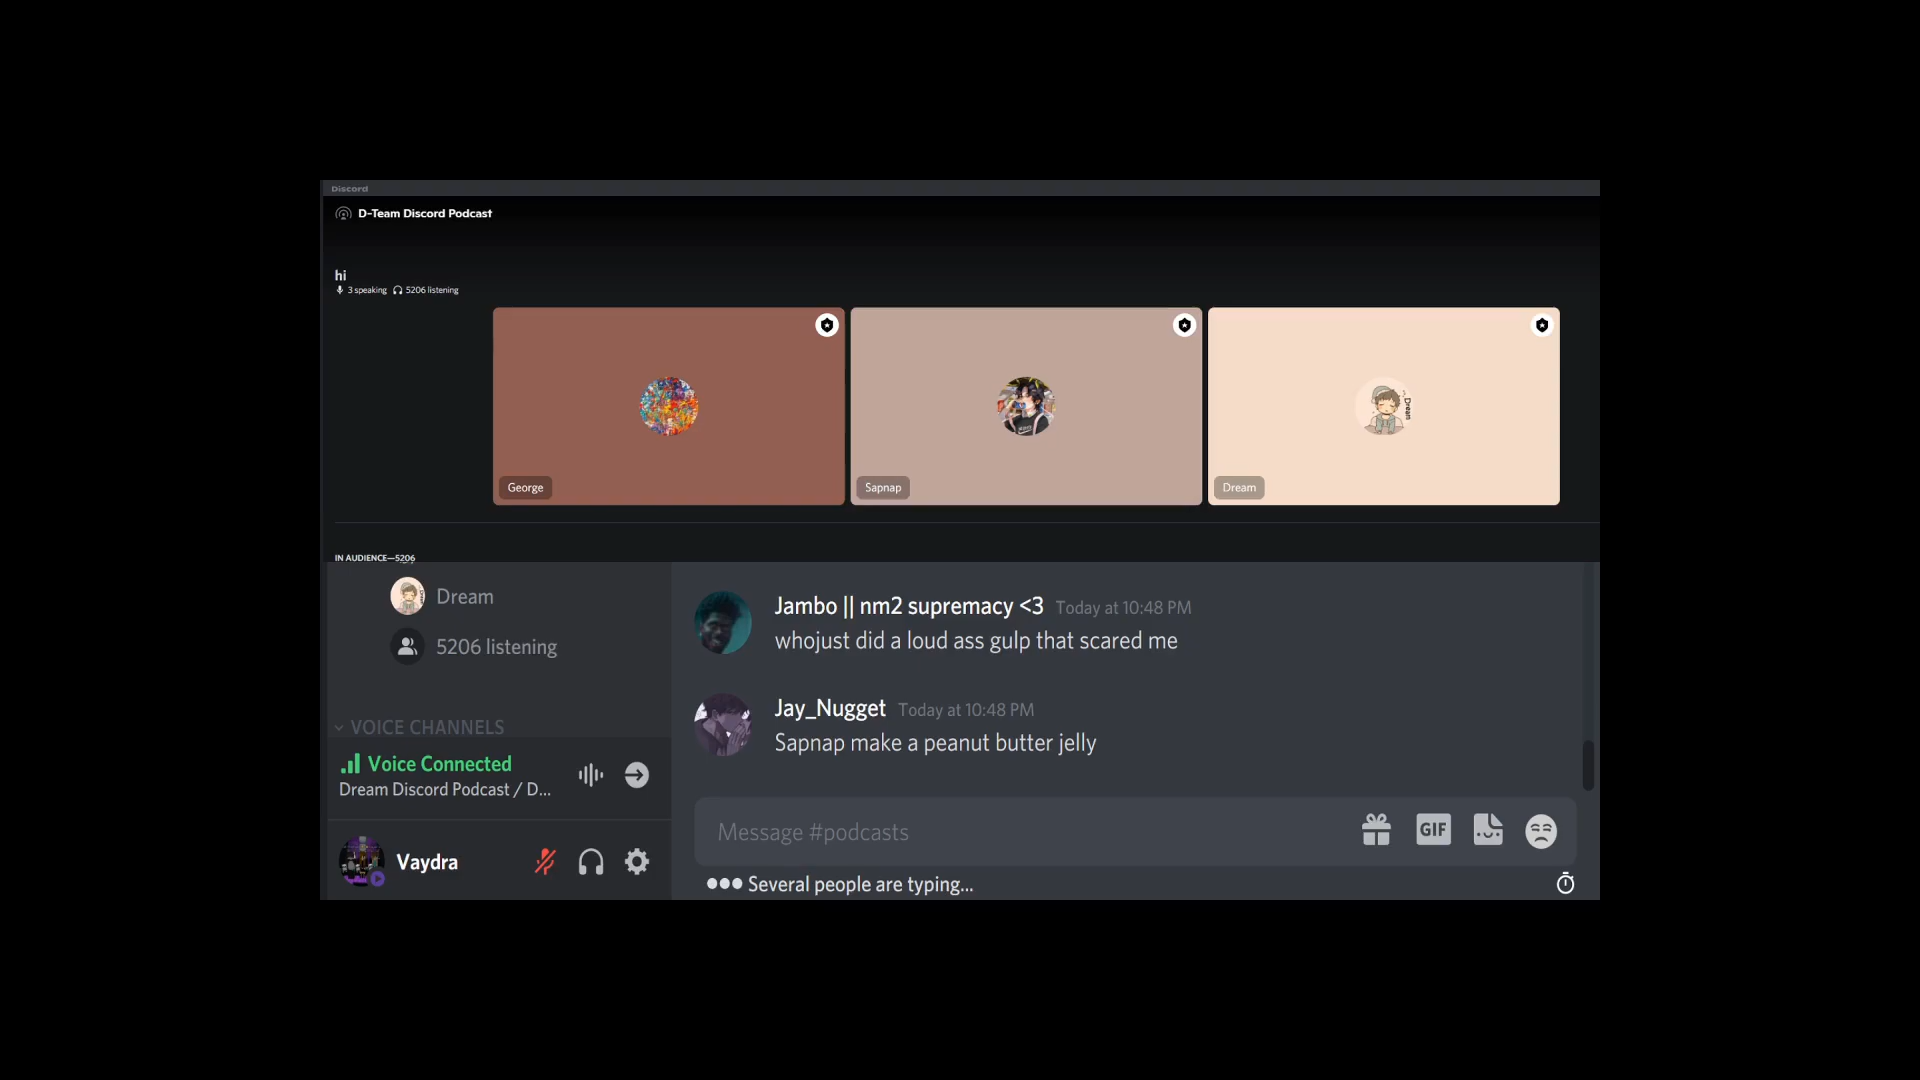 Discord
D-Team Discord Podcast
hi
3 speaking 5206 listening
George
Sapnap
Dream
Drean
IN AUDIENCE—5206
Dream
5206 listening
VOICE CHANNELS
Voice Connected
Dream Discord Podcast / D...
Vaydra
Jambo || nm2 supremacy <3 Today at 10:48 PM
whojust did a loud ass gulp that scared me
Jay_Nugget Today at 10:48 PM
Sapnap make a peanut butter jelly
Message #podcasts
GIF
Several people are typing...